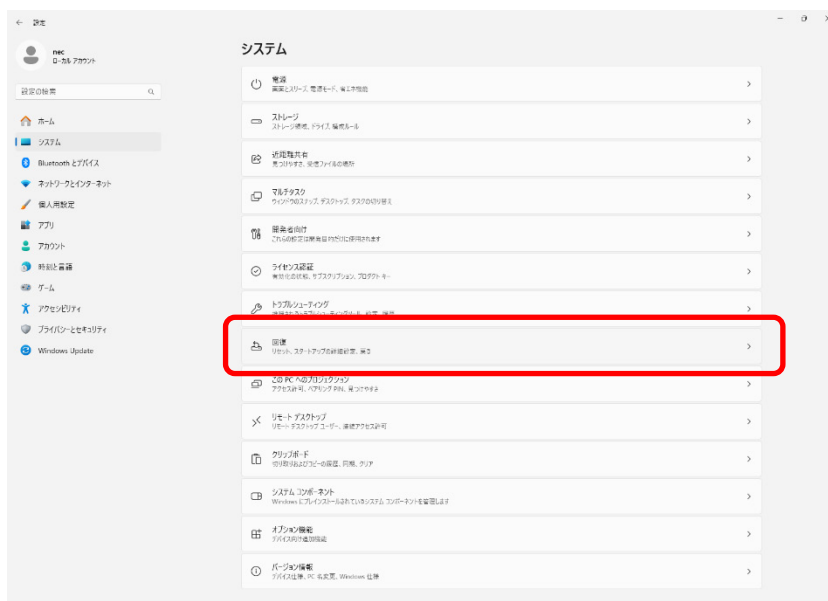 設定
nec
ローカル アカウント
設定の検索
ホーム
システム
Bluetooth とデバイス
ネットワークとインターネット
個人用設定
アプリ
アカウント
時刻と言語
ゲーム
アクセシビリティ
プライバシーとセキュリティ
Windows Update
システム
電源
画面とスリープ、電源モード、省エネ機能
ストレージ
ストレージ領域、ドライブ、構成ルール
近距離共有
見つけやすさ、受信ファイルの場所
マルチタスク
ウィンドウのスナップ、デスクトップ、タスクの切り替え
開発者向け
これらの設定は開発目的だけに使用されます
ライセンス認証
有効化の状態、サブスクリプション、プロダクト キー
トラブルシューティング
回復
リセット、スタートアップの詳細設定、戻る
この PC へのプロジェクション
アクセス許可、ペアリング PIN、見つけやすさ
リモート デスクトップ
リモート デスクトップ ユーザー、接続アクセス許可
クリップボード
切り取りおよびコピーの履歴、同期、クリア
システム コンポーネント
Windows にプレインストールされているシステム コンポーネントを管理します
オプション機能
デバイス向け追加機能
バージョン情報
デバイス仕様、PC 名変更、Windows 仕様